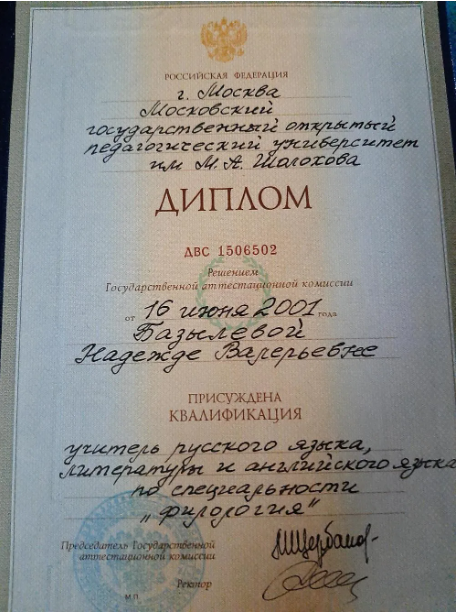 РОССИЙСКАЯ ФЕДЕРАЦИЯ
г. Москва
Московский
государственный открытый
педагогический университет
им М. А. Шолохова
ДИПЛОМ
ДВС 1506502
Решением
Государственной аттестационной комиссии
от 16 июня 2001 года
Базылевой
Надежде Валерьевне
ПРИСУЖДЕНА
КВАЛИФИКАЦИЯ
учитель русского языка,
литературы и английского языка
по специальности
„филология"
Председатель Государственной
аттестационной комиссии
Ректор
М.П.